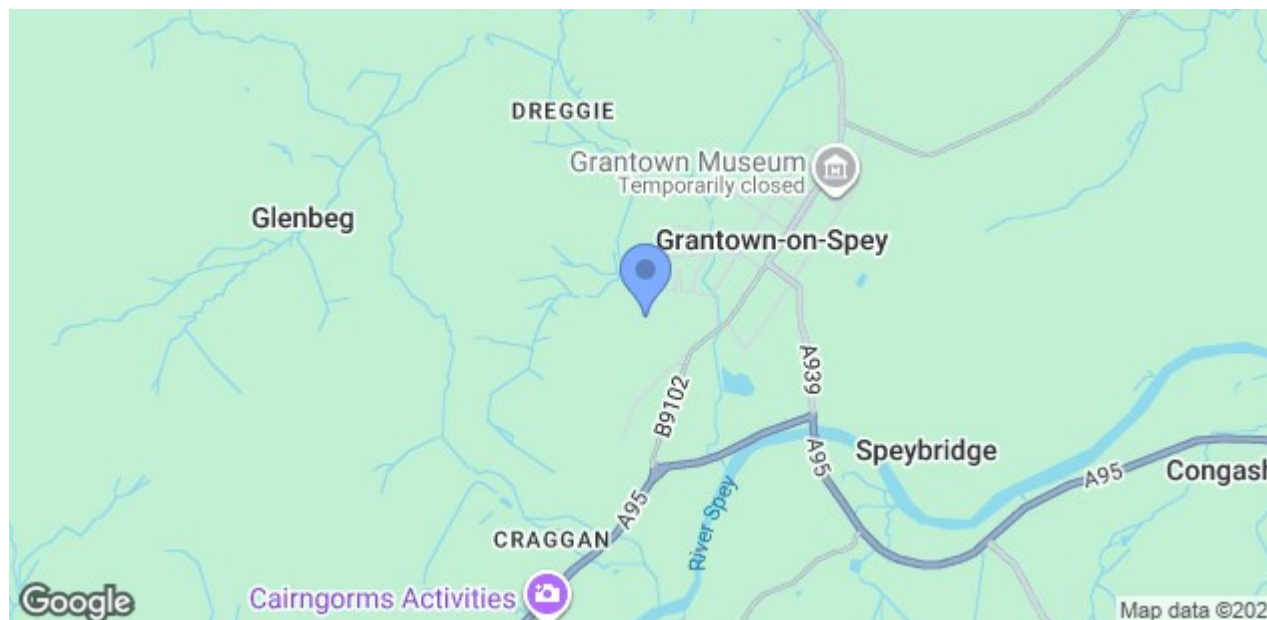 DREGGIE
Grantown Museum
Temporarily closed
Glenbeg
Grantown-on-Spey
B9102
A939
A95
Speybridge
A95
Congash
A95
River Spey
CRAGGAN
Cairngorms Activities
Google
Map data ©202